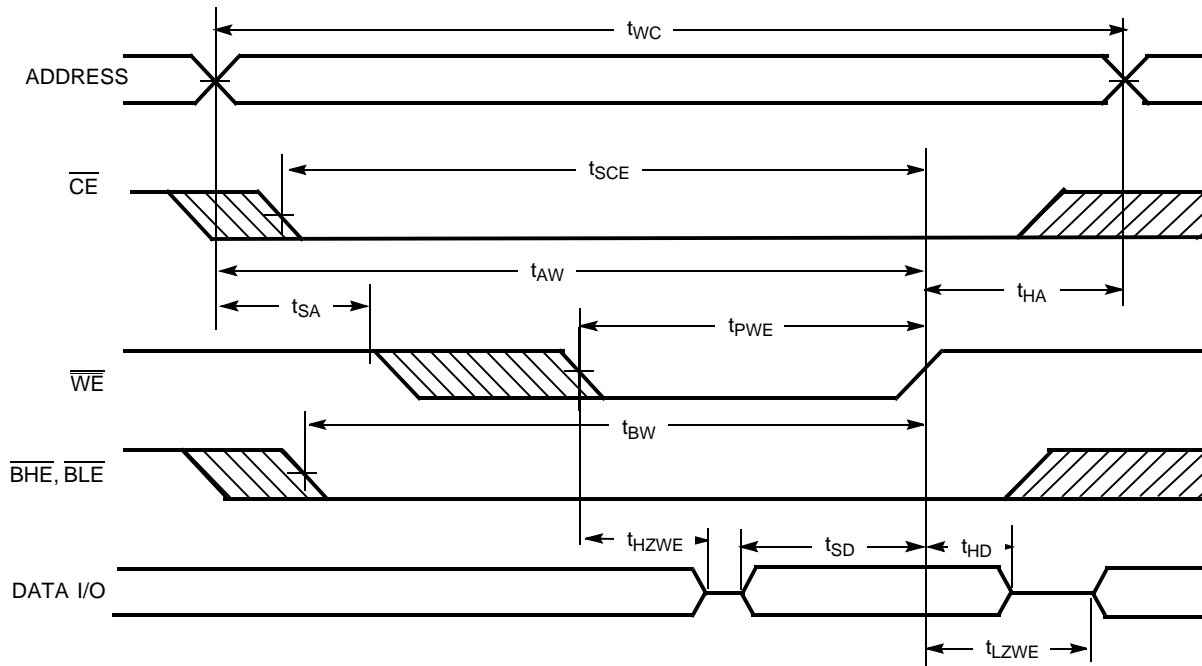 tWC
ADDRESS
tSCE
CE
tAW
tSA
tHA
tPWE
WE
tBW
BHE, BLE
tHZWE
tSD
tHD
DATA I/O
tLZWE